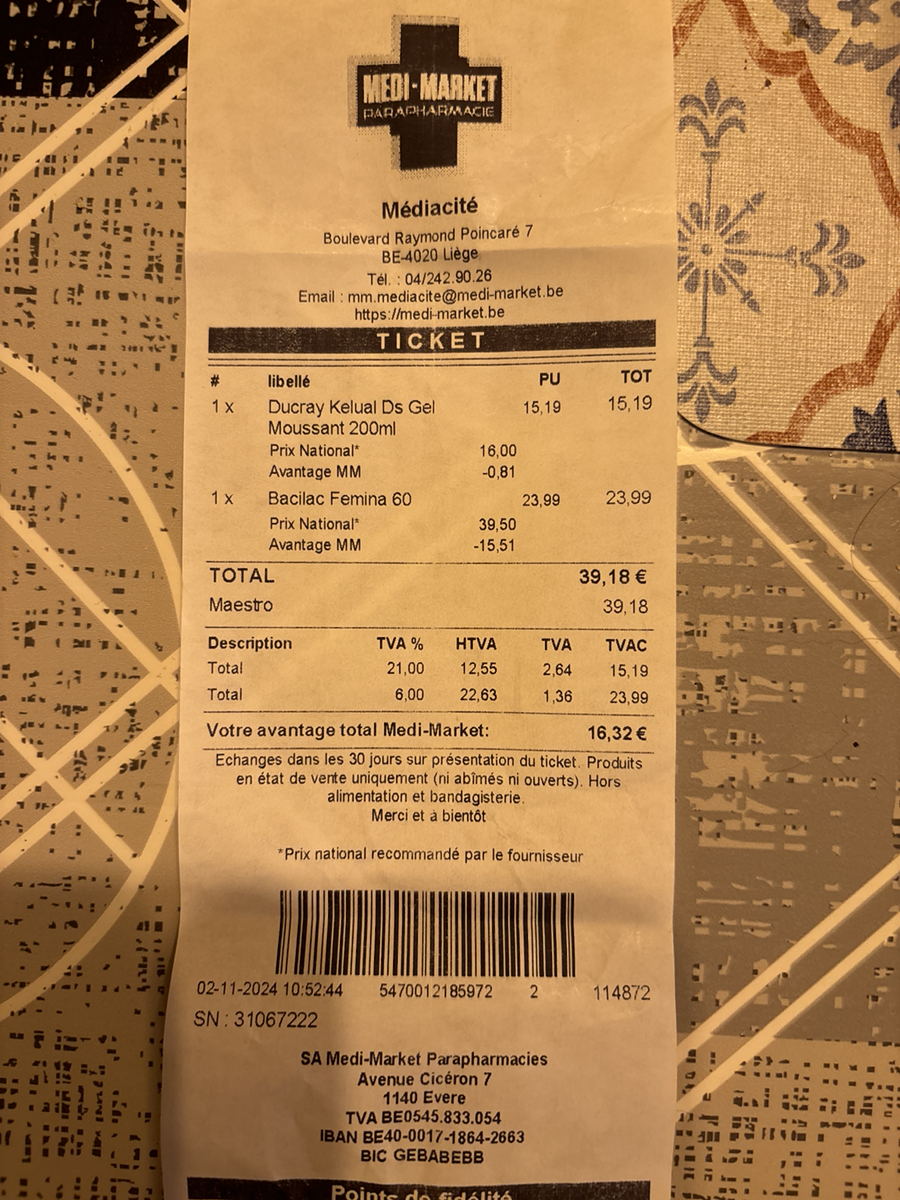 MEDI-MARKET
PARAPHARMACIE
Médiacité
Boulevard Raymond Poincaré 7
BE-4020 Liège
Tél. : 04/242.90.26
Email : mm.mediacite@medi-market.be
https://medi-market.be
TICKET
# libellé PU TOT
1 x Ducray Kelual Ds Gel 15,19 15,19
Moussant 200ml
Prix National* 16,00
Avantage MM -0,81
1 x Bacilac Femina 60 23,99 23,99
Prix National* 39,50
Avantage MM -15,51
TOTAL 39,18 €
Maestro 39,18
Description TVA % HTVA TVA TVAC
Total 21,00 12,55 2,64 15,19
Total 6,00 22,63 1,36 23,99
Votre avantage total Medi-Market: 16,32 €
Echanges dans les 30 jours sur présentation du ticket. Produits
en état de vente uniquement (ni abîmés ni ouverts). Hors
alimentation et bandagisterie.
Merci et à bientôt
*Prix national recommandé par le fournisseur
02-11-2024 10:52:44 5470012185972 2 114872
SN : 31067222
SA Medi-Market Parapharmacies
Avenue Cicéron 7
1140 Evere
TVA BE0545.833.054
IBAN BE40-0017-1864-2663
BIC GEBABEBB
Points de fidélité